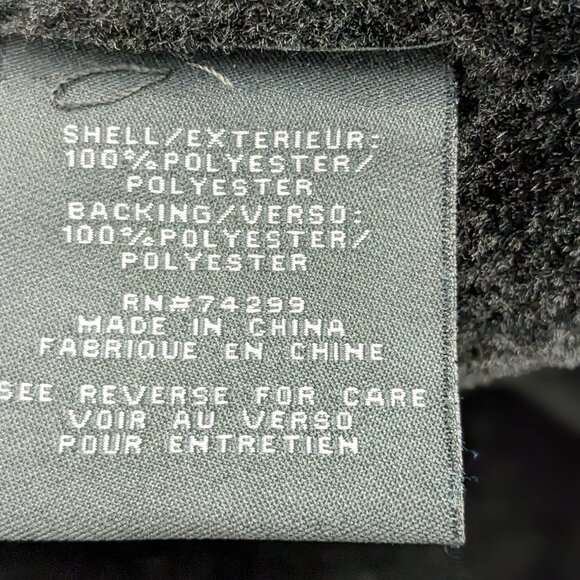 SHELL/EXTERIEUR:
100%POLYESTER/
POLYESTER
BACKING/VERSO:
100%POLYESTER/
POLYESTER
RN#74299
MADE IN CHINA
FABRIQUE EN CHINE
SEE REVERSE FOR CARE
VOIR AU VERSO
POUR ENTRETIEN